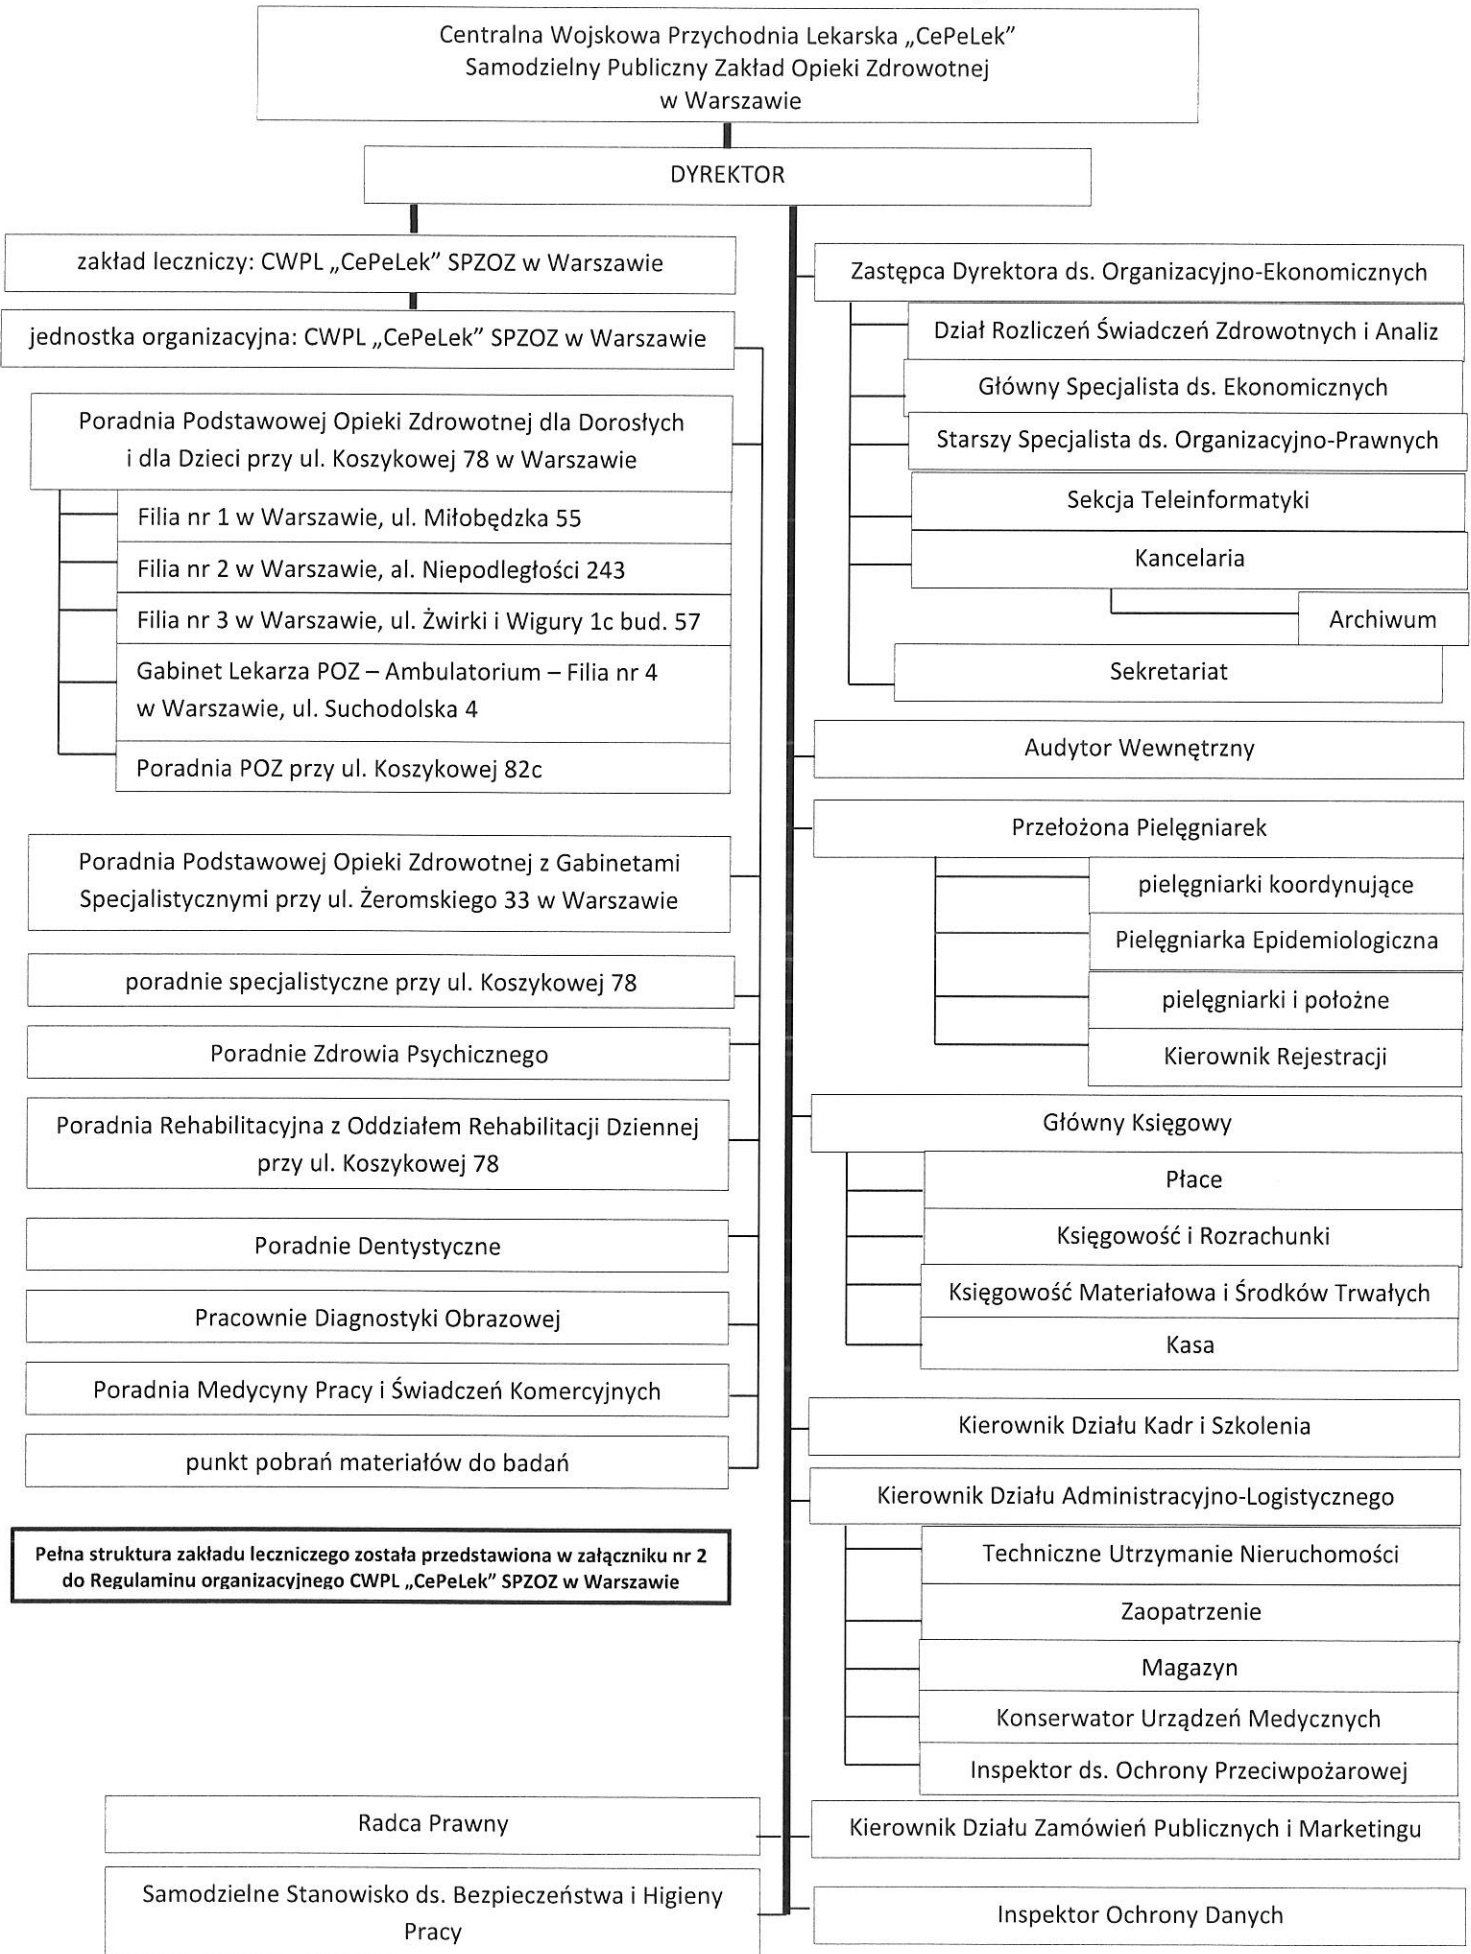 Centralna Wojskowa Przychodnia Lekarska „CePeLek”
Samodzielny Publiczny Zakład Opieki Zdrowotnej
w Warszawie
DYREKTOR
zakład leczniczy: CWPL „CePeLek” SPZOZ w Warszawie
jednostka organizacyjna: CWPL „CePeLek” SPZOZ w Warszawie
Poradnia Podstawowej Opieki Zdrowotnej dla Dorosłych
i dla Dzieci przy ul. Koszykowej 78 w Warszawie
Filia nr 1 w Warszawie, ul. Miłobędzka 55
Filia nr 2 w Warszawie, al. Niepodległości 243
Filia nr 3 w Warszawie, ul. Żwirki i Wigury 1c bud. 57
Gabinet Lekarza POZ – Ambulatorium – Filia nr 4
w Warszawie, ul. Suchodolska 4
Poradnia POZ przy ul. Koszykowej 82c
Poradnia Podstawowej Opieki Zdrowotnej z Gabinetami
Specjalistycznymi przy ul. Żeromskiego 33 w Warszawie
poradnie specjalistyczne przy ul. Koszykowej 78
Poradnie Zdrowia Psychicznego
Poradnia Rehabilitacyjna z Oddziałem Rehabilitacji Dziennej
przy ul. Koszykowej 78
Poradnie Dentystyczne
Pracownie Diagnostyki Obrazowej
Poradnia Medycyny Pracy i Świadczeń Komercyjnych
punkt pobrań materiałów do badań
Pełna struktura zakładu leczniczego została przedstawiona w załączniku nr 2
do Regulaminu organizacyjnego CWPL „CePeLek” SPZOZ w Warszawie
Zastępca Dyrektora ds. Organizacyjno-Ekonomicznych
Dział Rozliczeń Świadczeń Zdrowotnych i Analiz
Główny Specjalista ds. Ekonomicznych
Starszy Specjalista ds. Organizacyjno-Prawnych
Sekcja Teleinformatyki
Kancelaria
Archiwum
Sekretariat
Audytor Wewnętrzny
Przełożona Pielęgniarek
pielęgniarki koordynujące
Pielęgniarka Epidemiologiczna
pielęgniarki i położne
Kierownik Rejestracji
Główny Księgowy
Płace
Księgowość i Rozrachunki
Księgowość Materiałowa i Środków Trwałych
Kasa
Kierownik Działu Kadr i Szkolenia
Kierownik Działu Administracyjno-Logistycznego
Techniczne Utrzymanie Nieruchomości
Zaopatrzenie
Magazyn
Konserwator Urządzeń Medycznych
Inspektor ds. Ochrony Przeciwpożarowej
Radca Prawny
Kierownik Działu Zamówień Publicznych i Marketingu
Samodzielne Stanowisko ds. Bezpieczeństwa i Higieny
Pracy
Inspektor Ochrony Danych